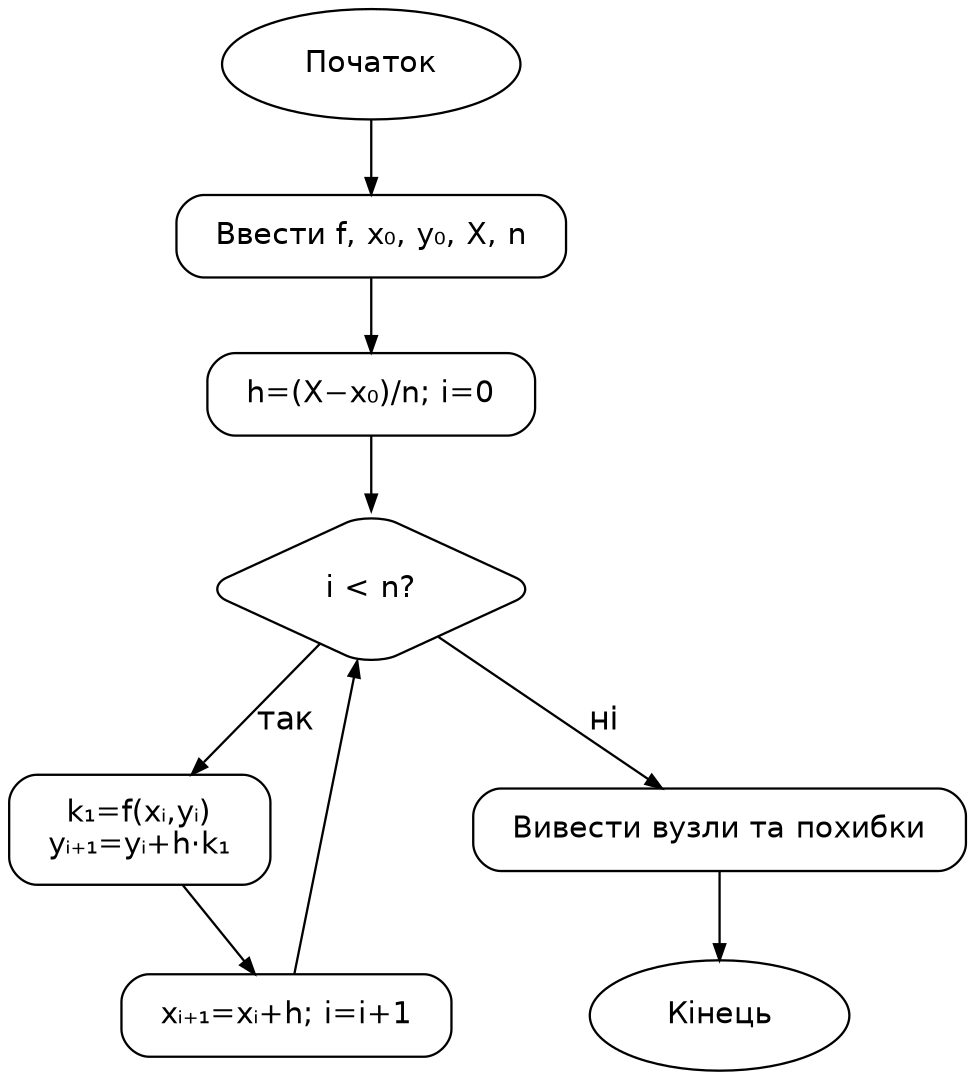 Початок
Ввести f, x₀, y₀, X, n
h=(X−x₀)/n; i=0
i < n?
так
ні
k₁=f(xᵢ,yᵢ)
yᵢ₊₁=yᵢ+h·k₁
Вивести вузли та похибки
xᵢ₊₁=xᵢ+h; i=i+1
Кінець